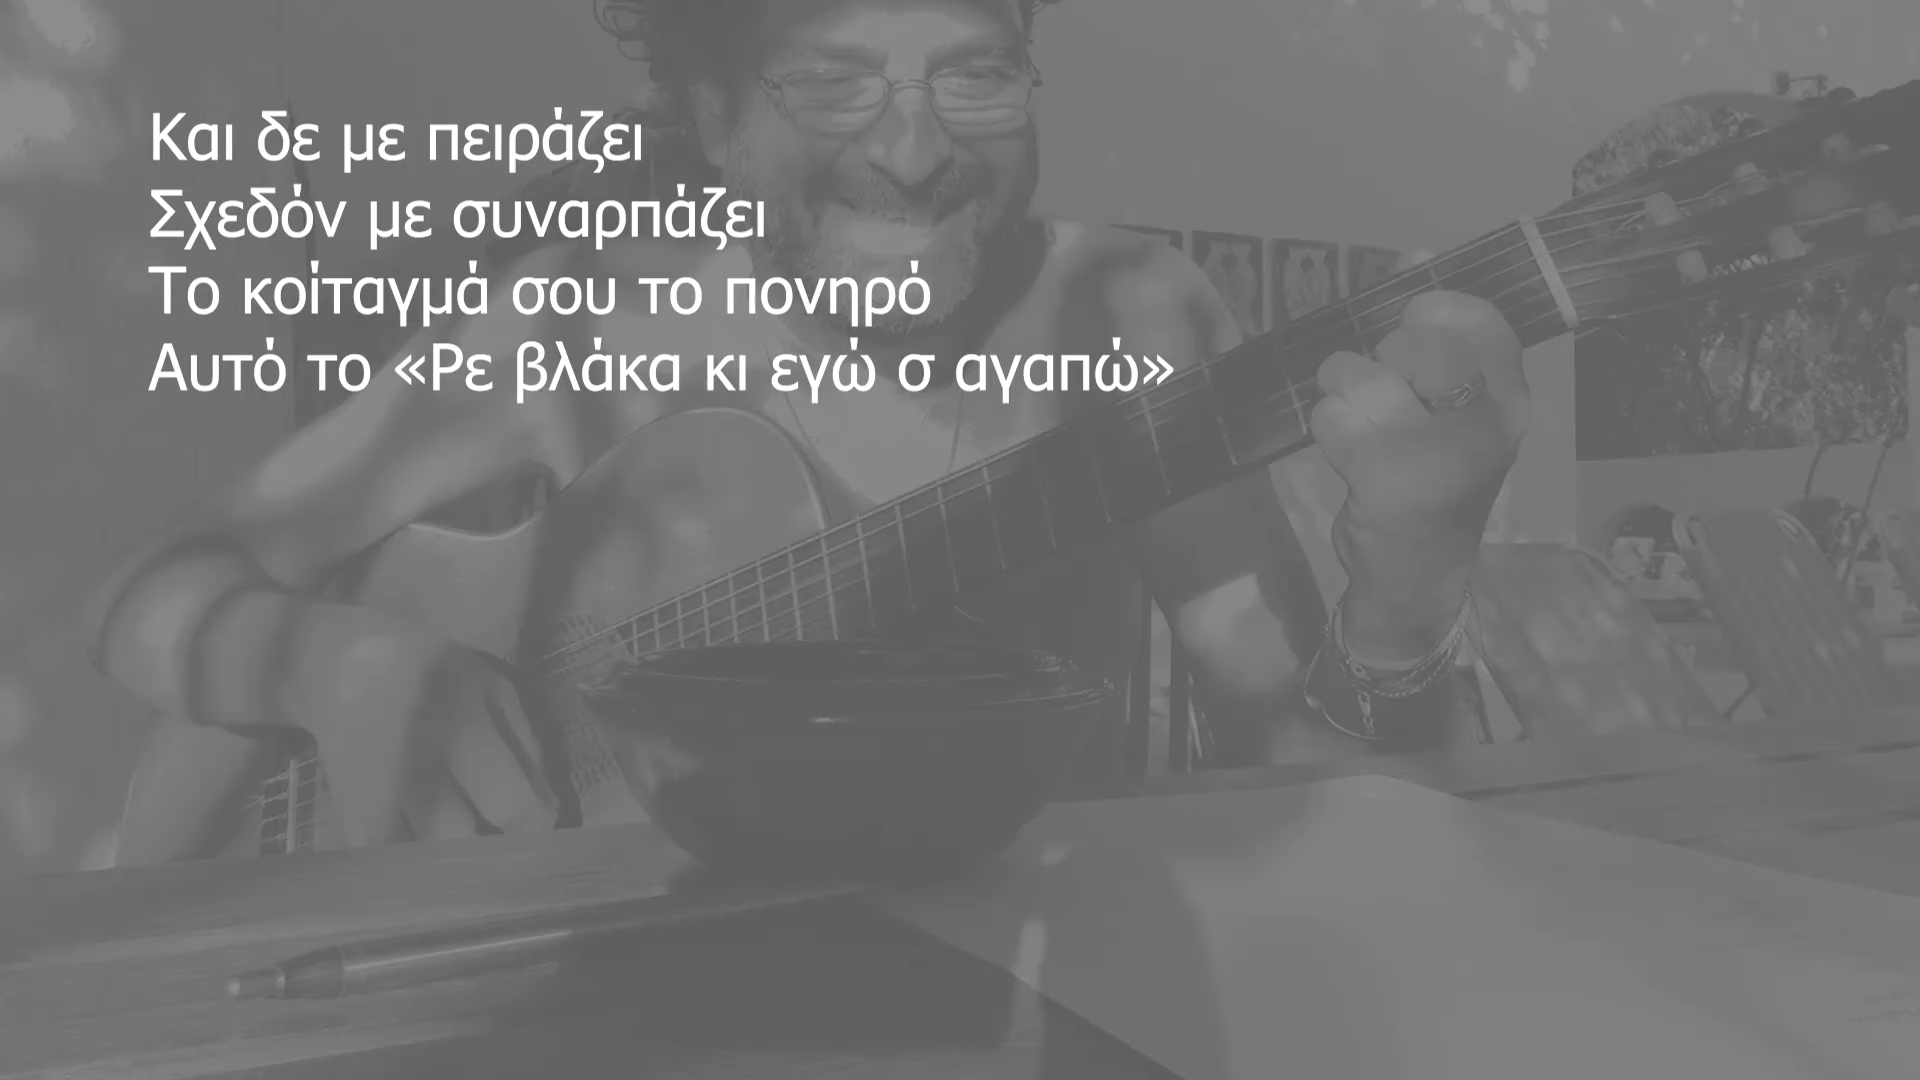 Και δε με πειράζει
Σχεδόν με συναρπάζει
Το κοίταγμά σου το πονηρό
Αυτό το «Ρε βλάκα κι εγώ σ αγαπώ»